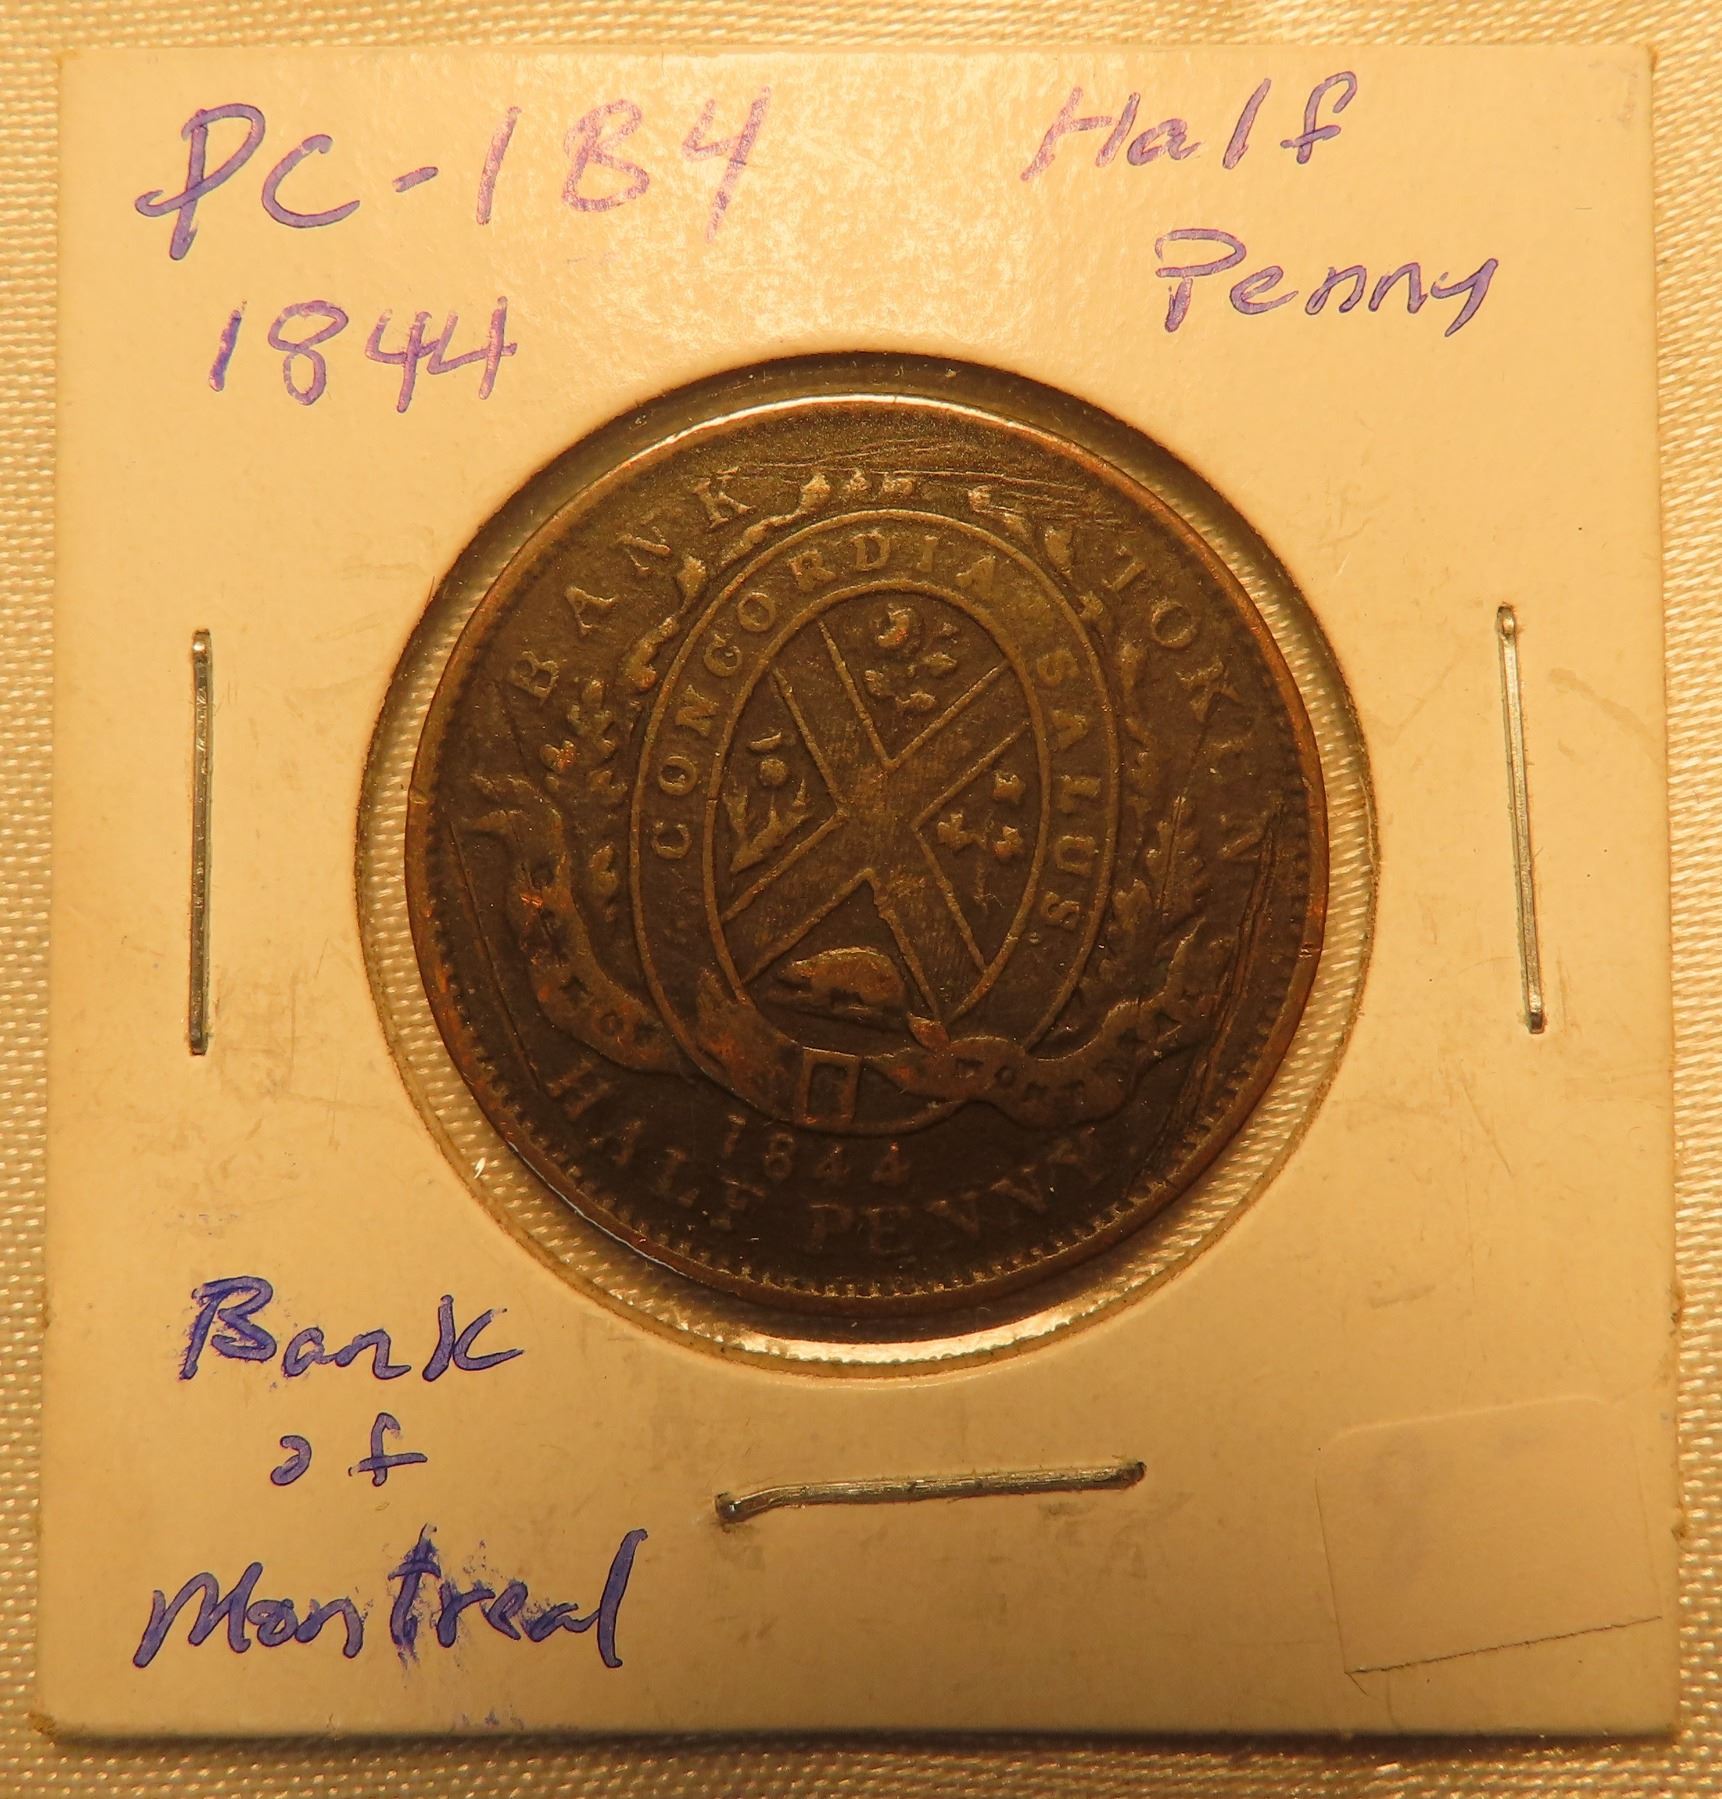 PC-1B4
1844
Half
Penny
BANK TOKEN
CONCORDIA SALUS
1844
HALF PENNY
Bank
of
Montreal